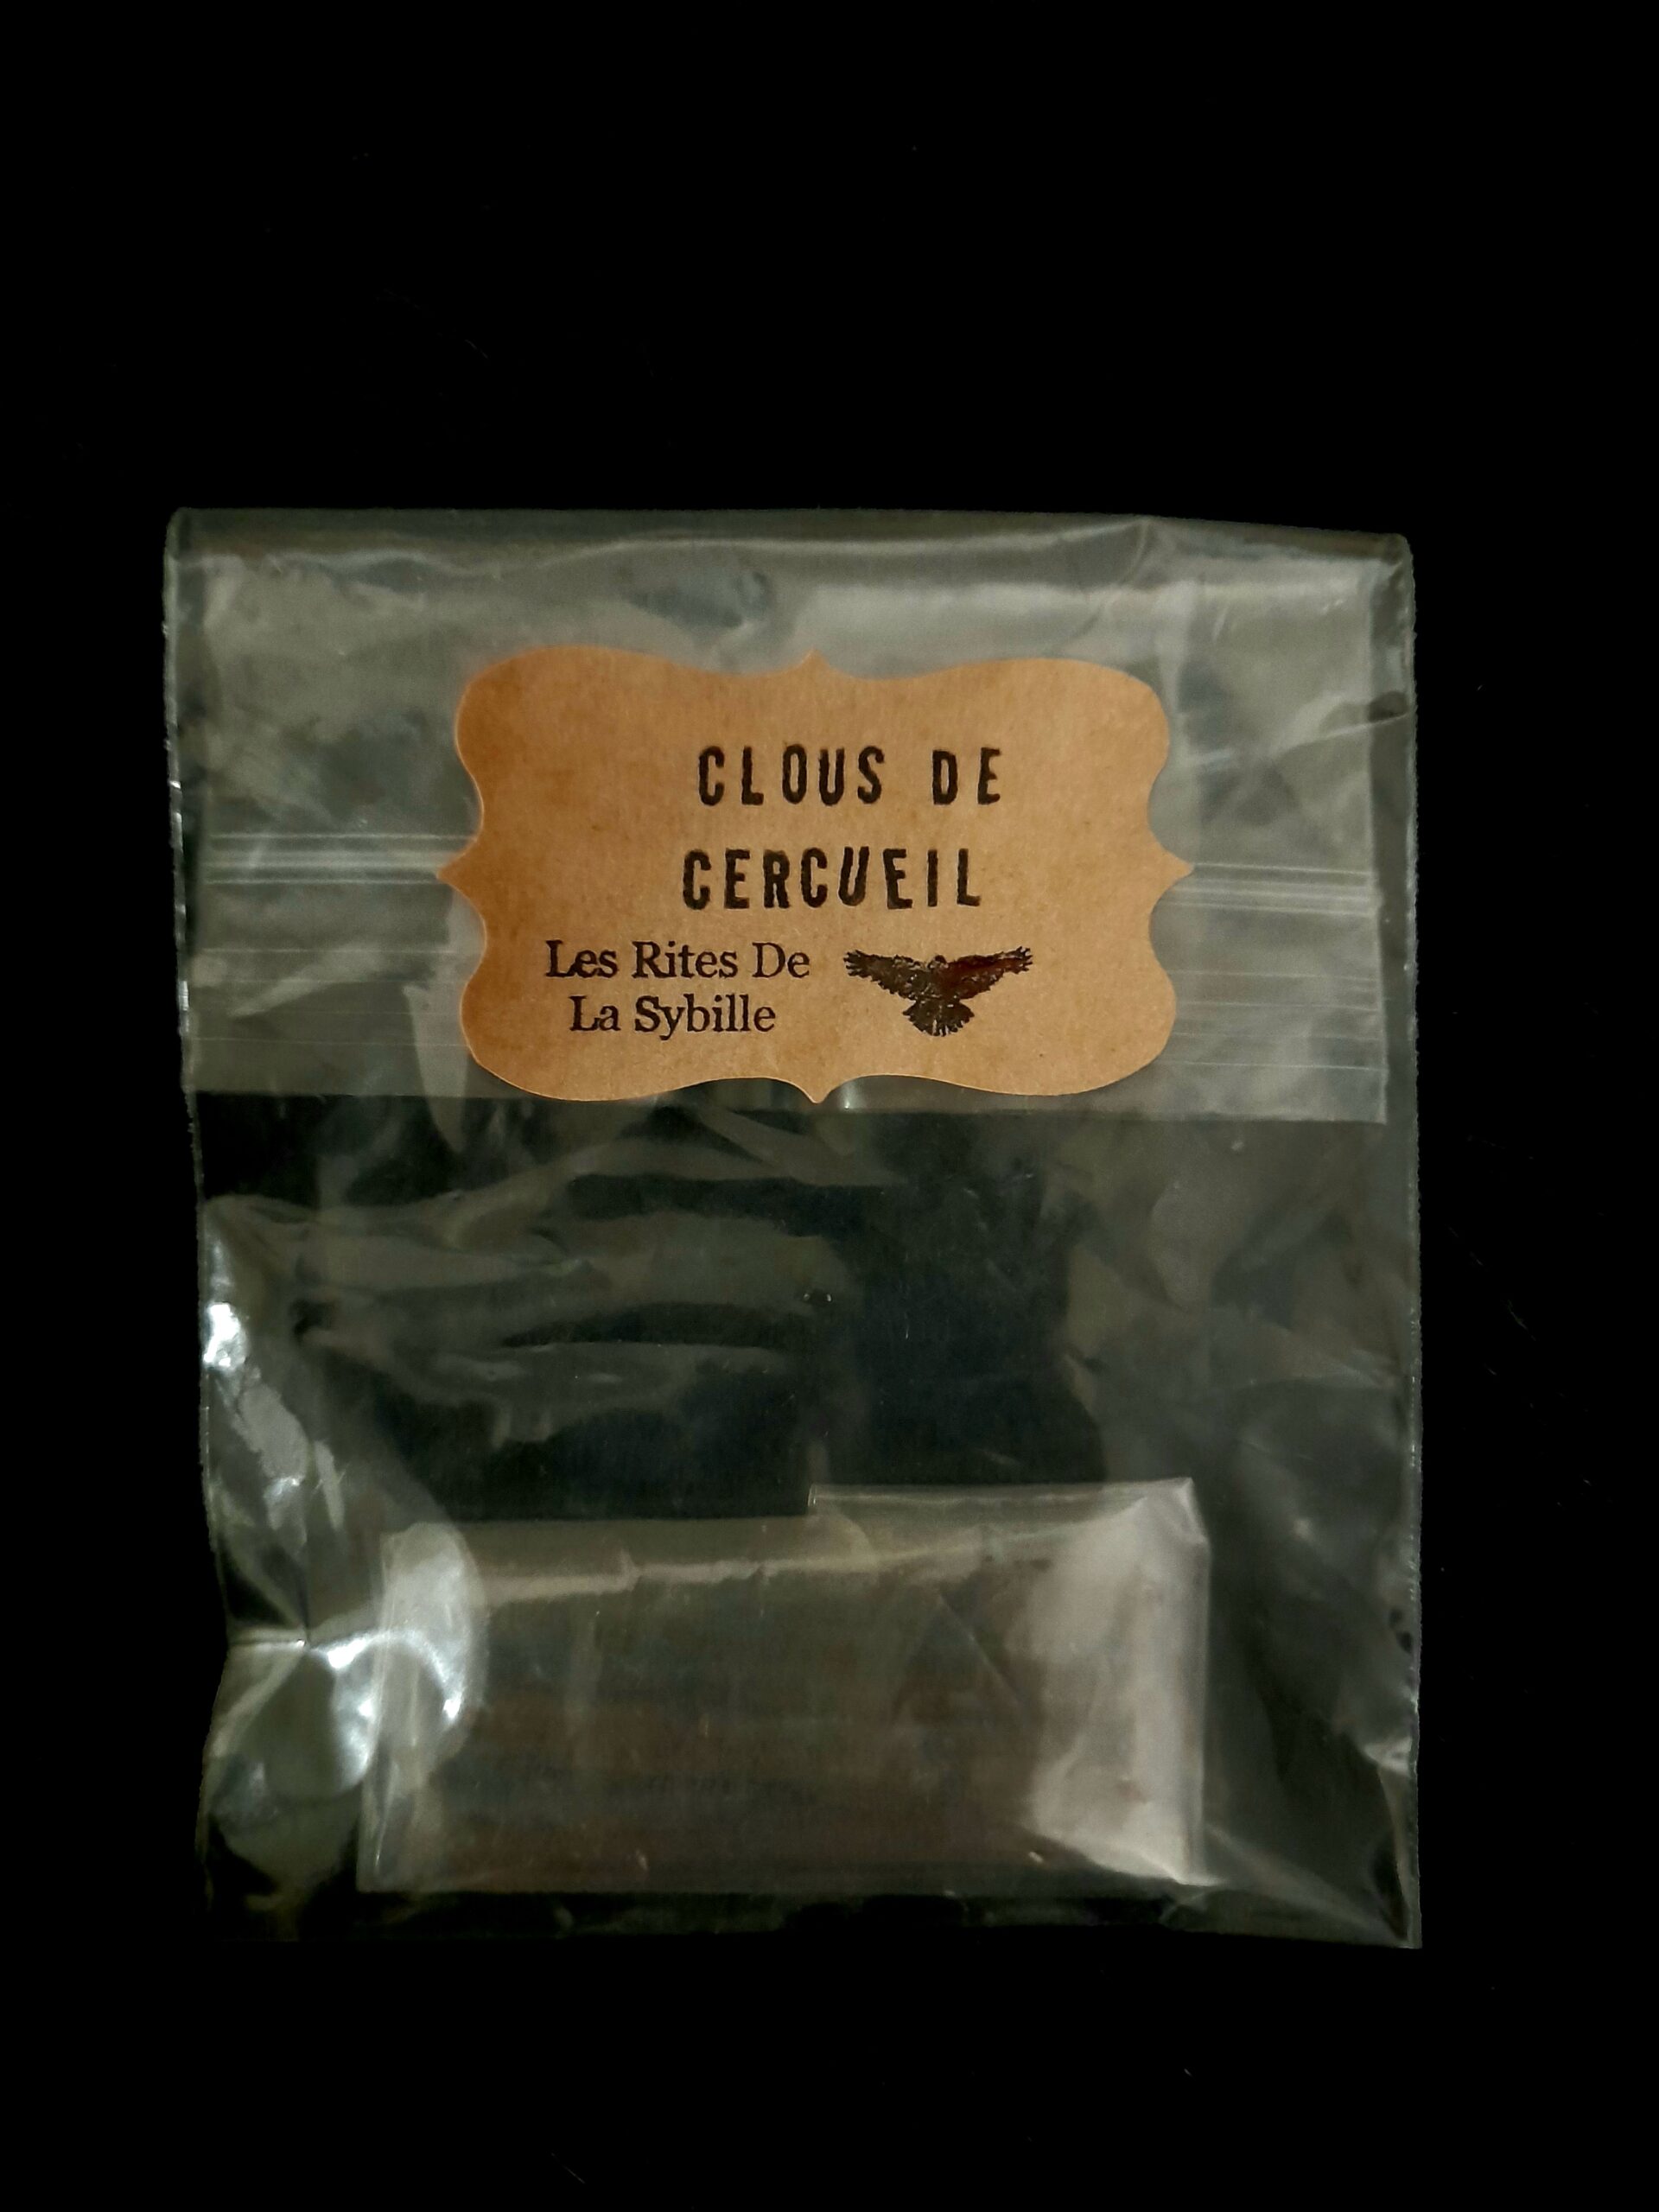 CLOUS DE
CERCUEIL
Les Rites De
La Sybille